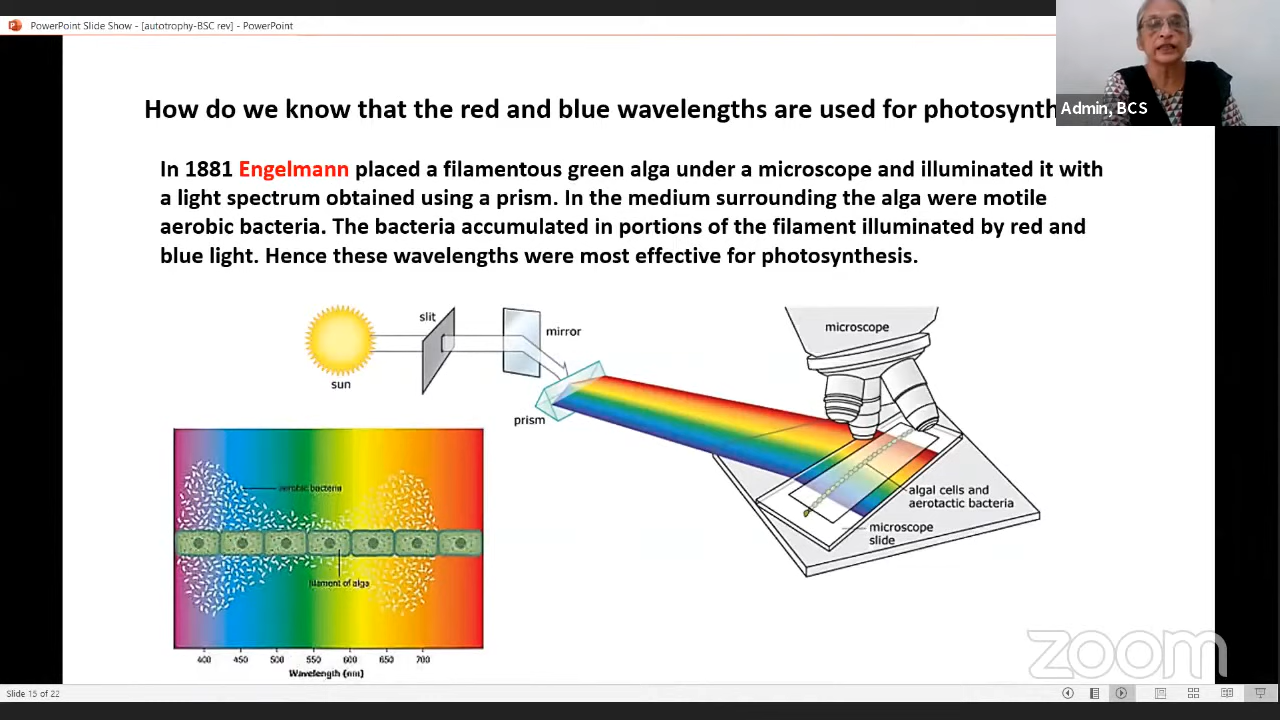 PowerPoint Slide Show - [autotrophy-BSC rev] - PowerPoint
How do we know that the red and blue wavelengths are used for photosynth
Admin, BCS
In 1881 Engelmann placed a filamentous green alga under a microscope and illuminated it with
a light spectrum obtained using a prism. In the medium surrounding the alga were motile
aerobic bacteria. The bacteria accumulated in portions of the filament illuminated by red and
blue light. Hence these wavelengths were most effective for photosynthesis.
slit
mirror
sun
prism
microscope
algal cells and
aerotactic bacteria
microscope
slide
aerobic bacteria
filament of alga
400 450 500 550 600 650 700
Wavelength (nm)
zoom
Slide 15 of 22